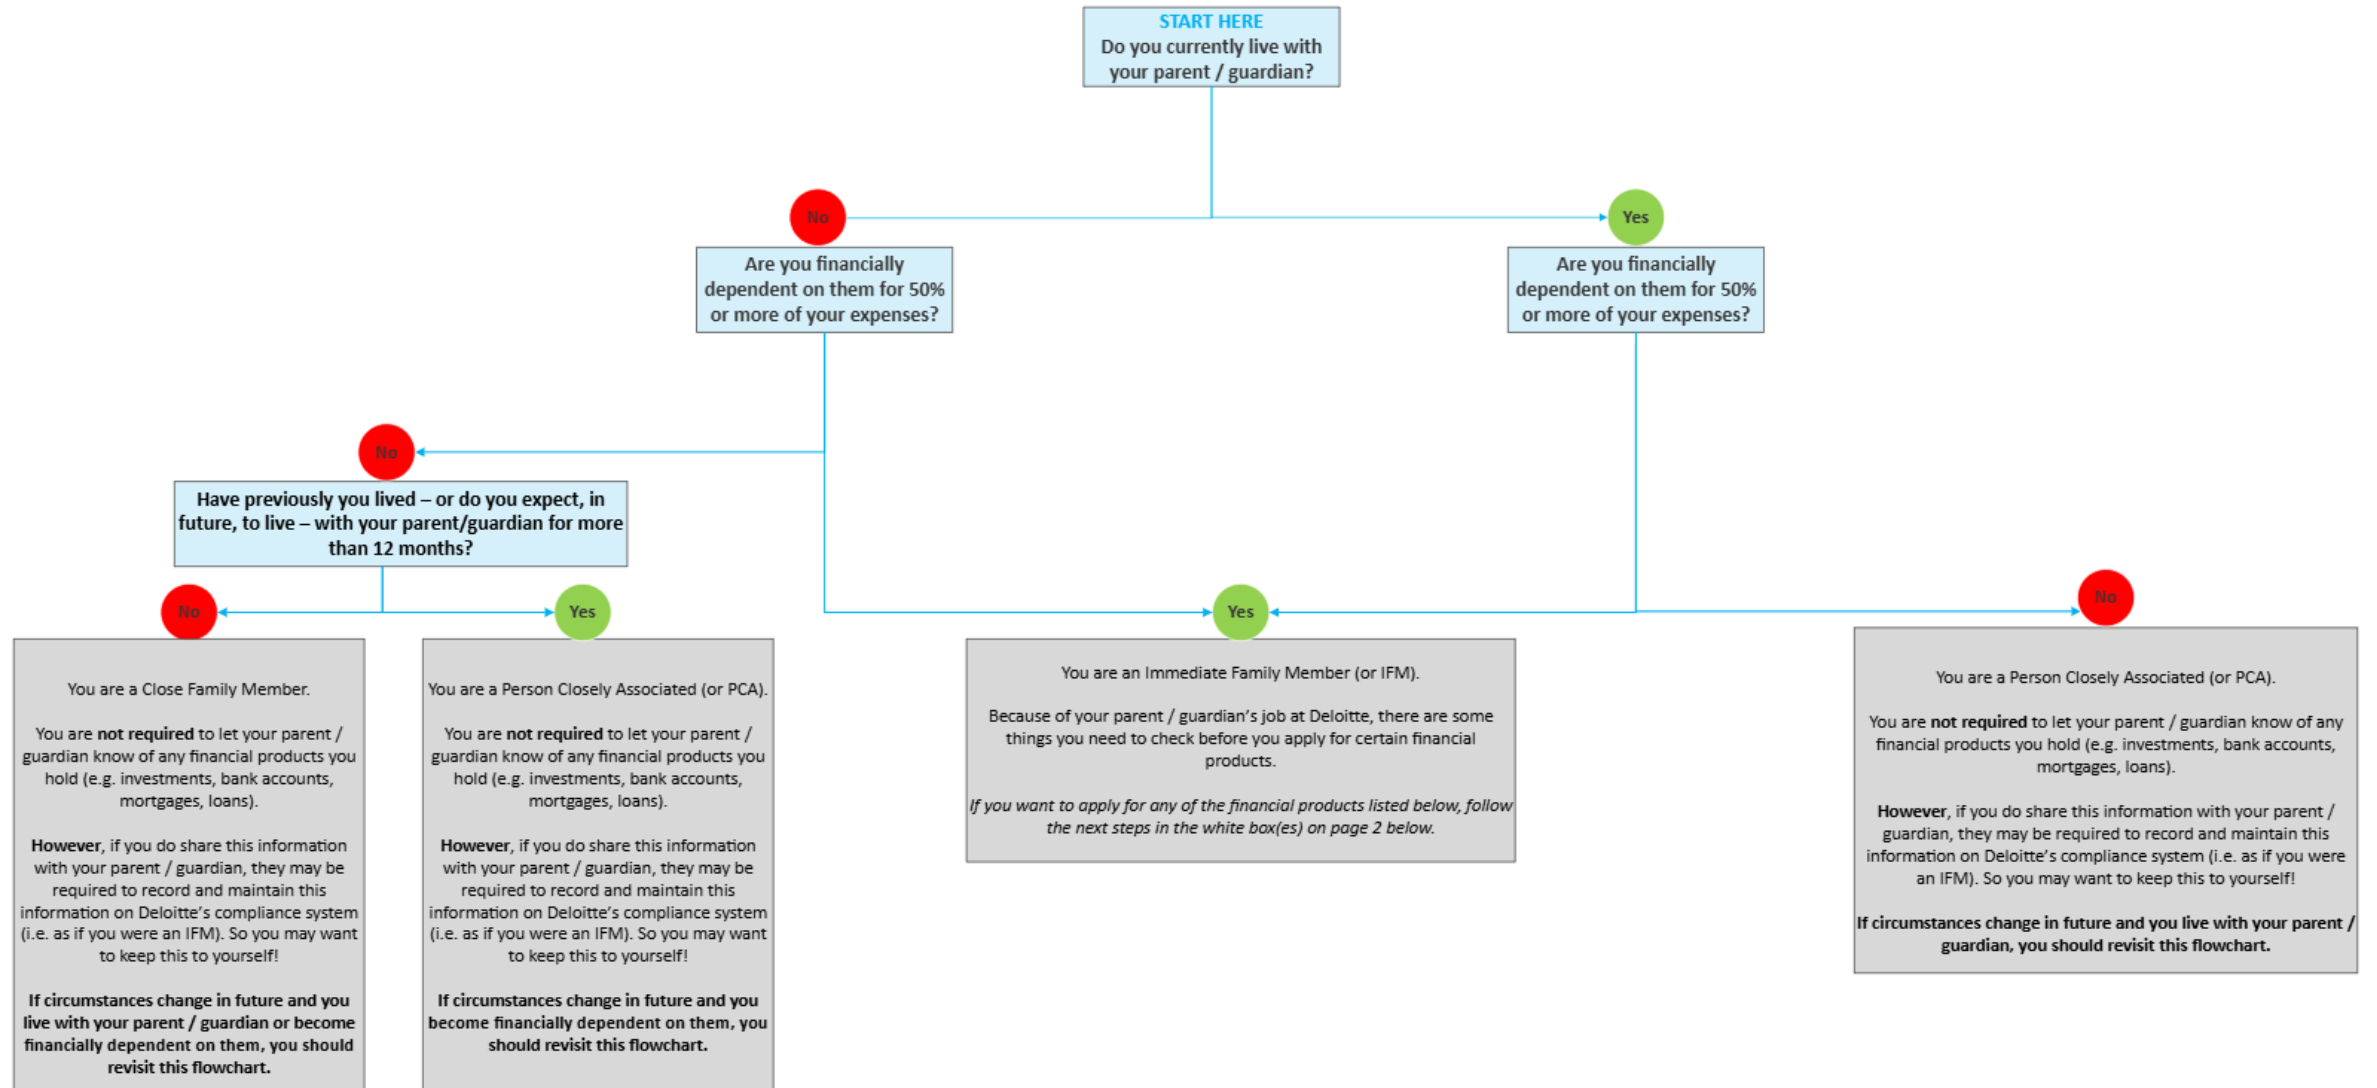 START HERE
Do you currently live with
your parent / guardian?
No
Yes
Are you financially
dependent on them for 50%
or more of your expenses?
Are you financially
dependent on them for 50%
or more of your expenses?
No
Have previously you lived – or do you expect, in
future, to live – with your parent/guardian for more
than 12 months?
No
Yes
Yes
No
You are a Close Family Member.
You are not required to let your parent /
guardian know of any financial products you
hold (e.g. investments, bank accounts,
mortgages, loans).
However, if you do share this information
with your parent / guardian, they may be
required to record and maintain this
information on Deloitte's compliance system
(i.e. as if you were an IFM). So you may want
to keep this to yourself!
If circumstances change in future and you
live with your parent / guardian or become
financially dependent on them, you should
revisit this flowchart.
You are a Person Closely Associated (or PCA).
You are not required to let your parent /
guardian know of any financial products you
hold (e.g. investments, bank accounts,
mortgages, loans).
However, if you do share this information
with your parent / guardian, they may be
required to record and maintain this
information on Deloitte's compliance system
(i.e. as if you were an IFM). So you may want
to keep this to yourself!
If circumstances change in future and you
become financially dependent on them, you
should revisit this flowchart.
You are an Immediate Family Member (or IFM).
Because of your parent / guardian's job at Deloitte, there are some
things you need to check before you apply for certain financial
products.
If you want to apply for any of the financial products listed below, follow
the next steps in the white box(es) on page 2 below.
You are a Person Closely Associated (or PCA).
You are not required to let your parent / guardian know of any
financial products you hold (e.g. investments, bank accounts,
mortgages, loans).
However, if you do share this information with your parent /
guardian, they may be required to record and maintain this
information on Deloitte's compliance system (i.e. as if you were
an IFM). So you may want to keep this to yourself!
If circumstances change in future and you live with your parent /
guardian, you should revisit this flowchart.